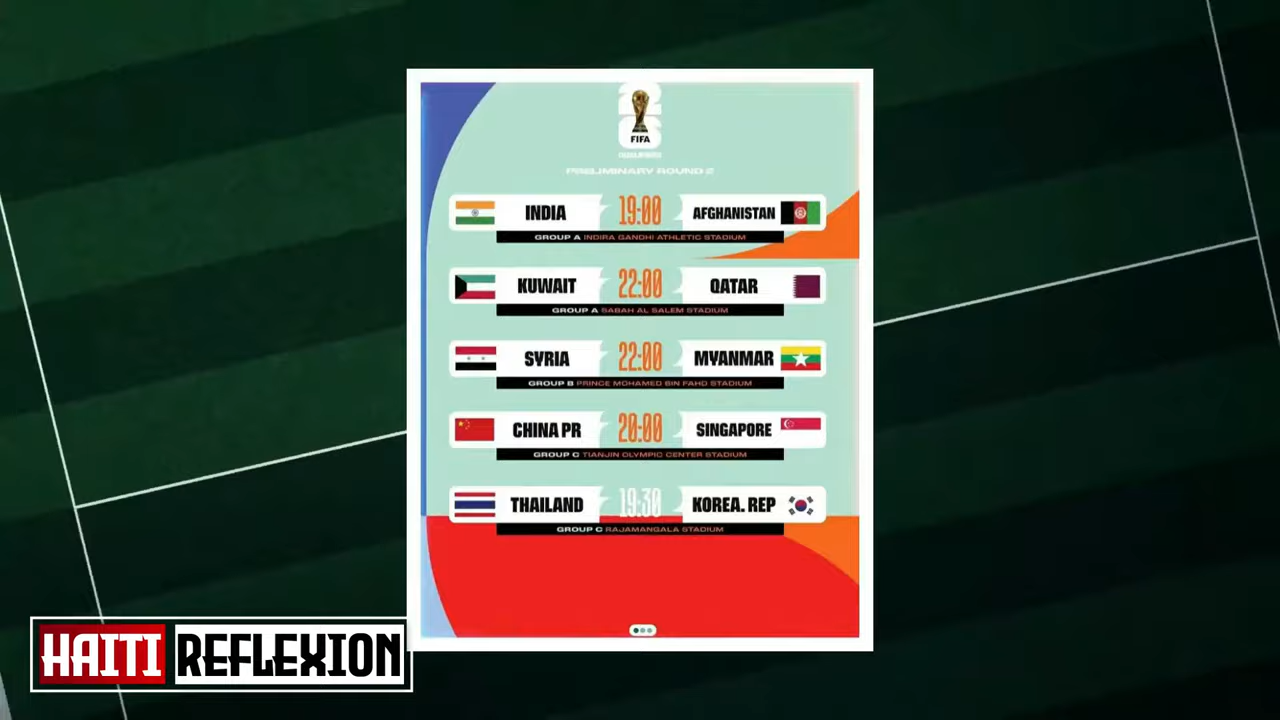 26
FIFA
QUALIFIERS
PRELIMINARY ROUND 2
INDIA 19:00 AFGHANISTAN
GROUP A INDIRA GANDHI ATHLETIC STADIUM
KUWAIT 22:00 QATAR
GROUP A SABAH AL SALEM STADIUM
SYRIA 22:00 MYANMAR
GROUP B PRINCE MOHAMED BIN FAHD STADIUM
CHINA PR 20:00 SINGAPORE
GROUP C TIANJIN OLYMPIC CENTER STADIUM
THAILAND 19:30 KOREA. REP
GROUP C RAJAMANGALA STADIUM
HAITI REFLEXION